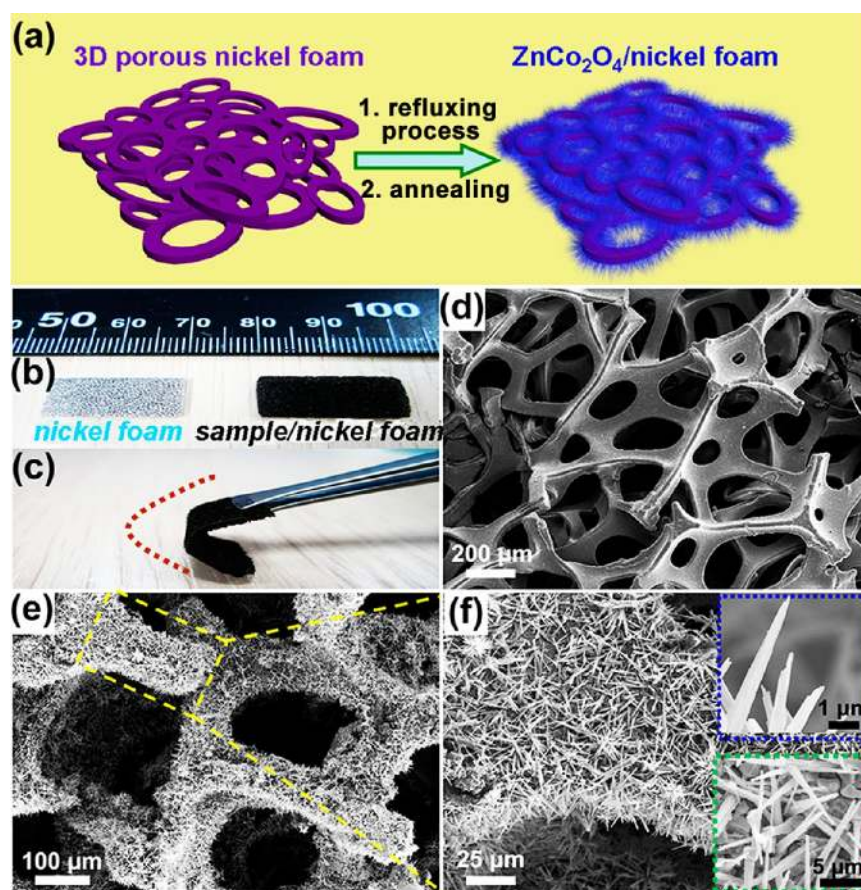 (a)
3D porous nickel foam
ZnCo₂O₄/nickel foam
1. refluxing
process
2. annealing
50 60 70 80 90 100
(b)
nickel foam
sample/nickel foam
(c)
(d)
200 μm
(e)
100 μm
(f)
25 μm
1 μm
5 μm